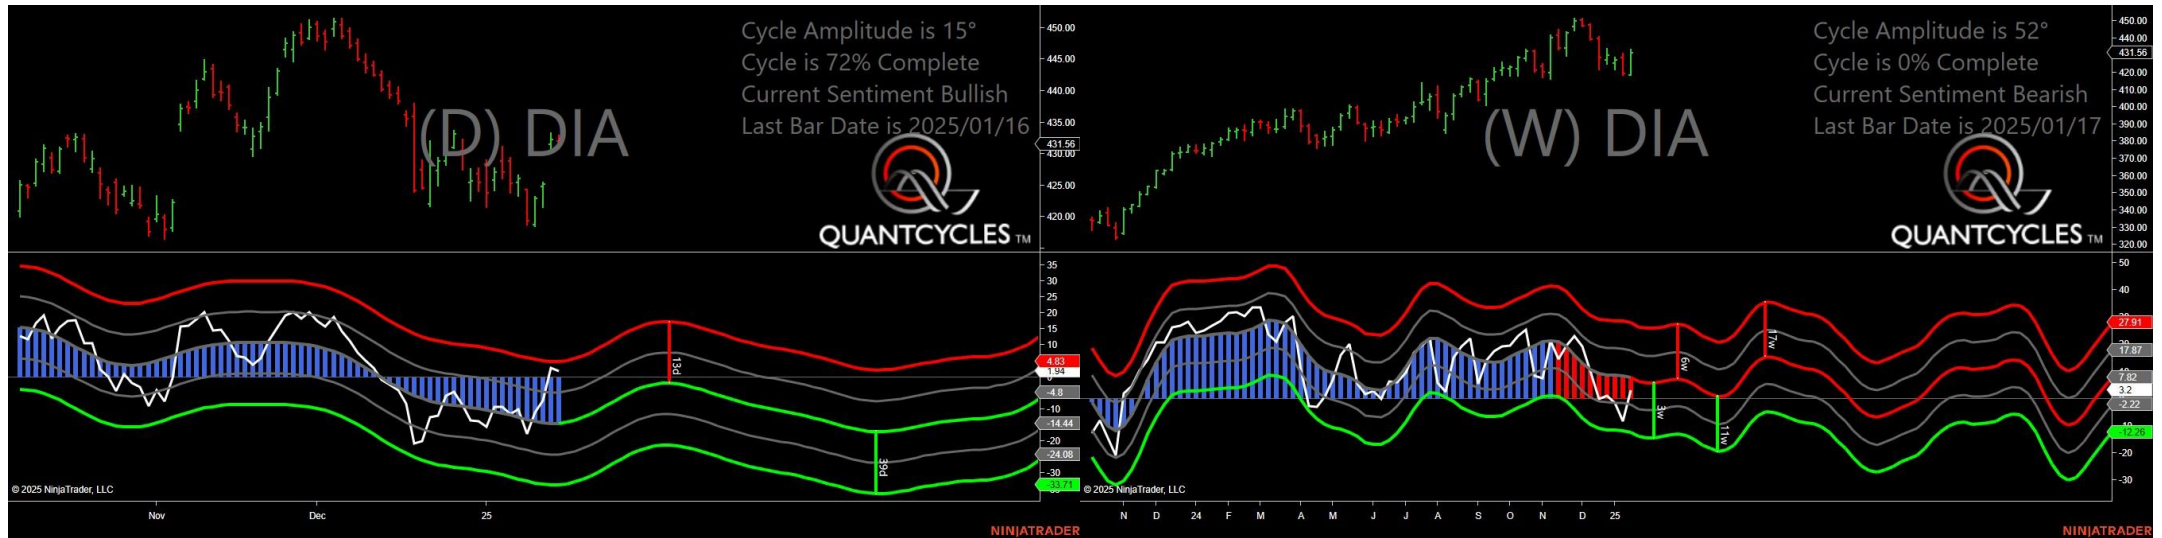 Cycle Amplitude is 15°
Cycle is 72% Complete
Current Sentiment Bullish
Last Bar Date is 2025/01/16
(D) DIA
QUANTCYCLES TM
450.00
445.00
440.00
435.00
431.56
430.00
425.00
420.00
35
30
25
20
15
10
4.83
1.94
0
-4.8
-10
-14.44
-20
-24.08
-30
-33.71
13d
39d
© 2025 NinjaTrader, LLC
Nov
Dec
25
NINJATRADER
Cycle Amplitude is 52°
Cycle is 0% Complete
Current Sentiment Bearish
Last Bar Date is 2025/01/17
(W) DIA
QUANTCYCLES TM
450.00
440.00
431.56
420.00
410.00
400.00
390.00
380.00
370.00
360.00
350.00
340.00
330.00
320.00
50
40
27.91
17.87
7.82
3.2
-2.22
-12.26
-20
-30
6w
17w
3w
11w
© 2025 NinjaTrader, LLC
N D 24 F M A M J J A S O N D 25
NINJATRADER